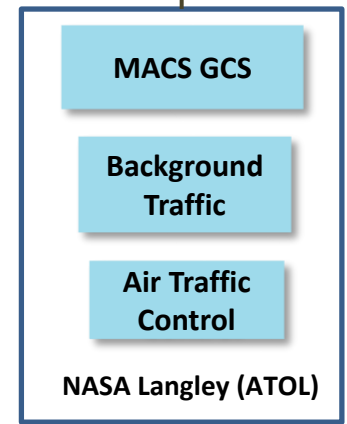 MACS GCS
Background
Traffic
Air Traffic
Control
NASA Langley (ATOL)